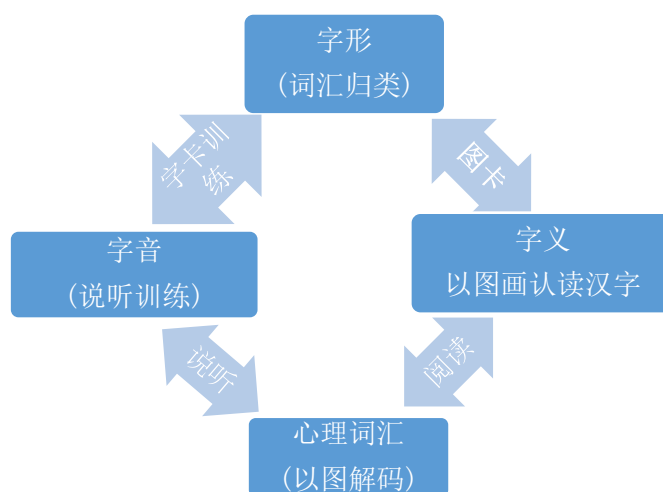 字形
(词汇归类)
字卡训
练
图卡
字音
(说听训练)
字义
以图画认读汉字
说听
阅读
心理词汇
(以图解码)